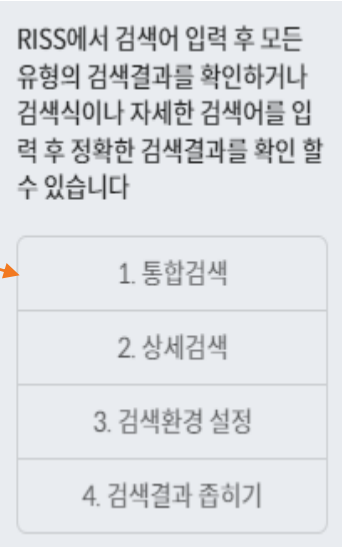 RISS에서 검색어 입력 후 모든
유형의 검색결과를 확인하거나
검색식이나 자세한 검색어를 입
력 후 정확한 검색결과를 확인 할
수 있습니다
1. 통합검색
2. 상세검색
3. 검색환경 설정
4. 검색결과 좁히기